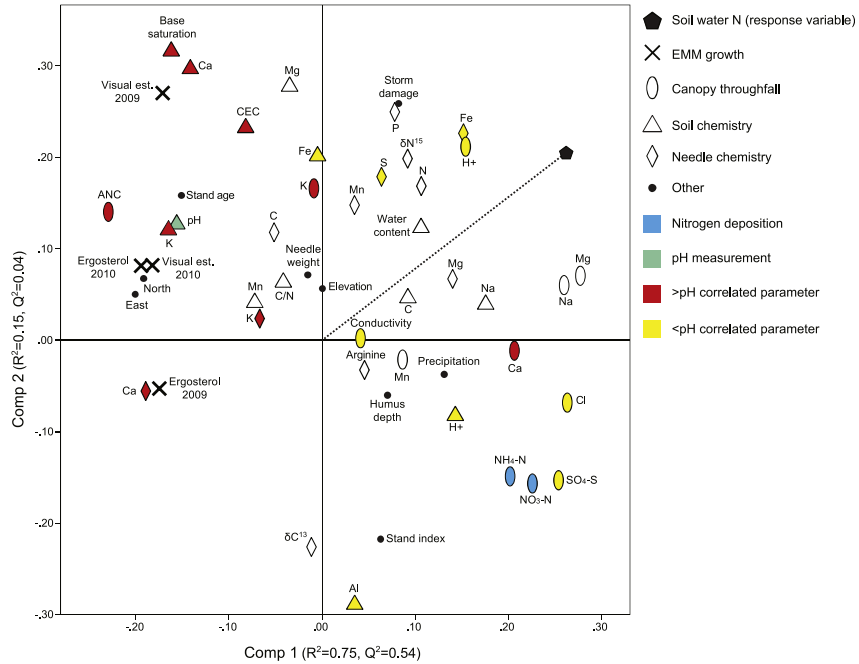 Base
saturation
Ca
Mg
Visual est.
2009
Storm
damage
CEC
P
Fe
Fe
δN15
H+
S
N
K
Mn
ANC
Stand age
pH
K
C
Water
content
Ergosterol
2010
Visual est.
2010
Needle
weight
Mg
Mg
North
East
Mn
C/N
Elevation
Na
Na
C
K
Conductivity
Arginine
Precipitation
Mn
Ca
Ca
Ergosterol
2009
Humus
depth
H+
Cl
NH4-N
NO3-N
SO4-S
δC13
Stand index
Al
.30
.20
.10
.00
-.10
-.20
-.30
-.20
-.10
.00
.10
.20
.30
Comp 2 (R2=0.15, Q2=0.04)
Comp 1 (R2=0.75, Q2=0.54)
Soil water N (response variable)
EMM growth
Canopy throughfall
Soil chemistry
Needle chemistry
Other
Nitrogen deposition
pH measurement
>pH correlated parameter
<pH correlated parameter